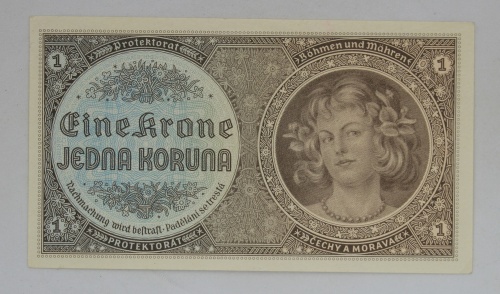 Protektorat
Böhmen und Mähren
1
1
Eine Krone
JEDNA KORUNA
Nachmachung wird bestraft · Padělání se trestá
1
1
PROTEKTORÁT
ČECHY A MORAVA